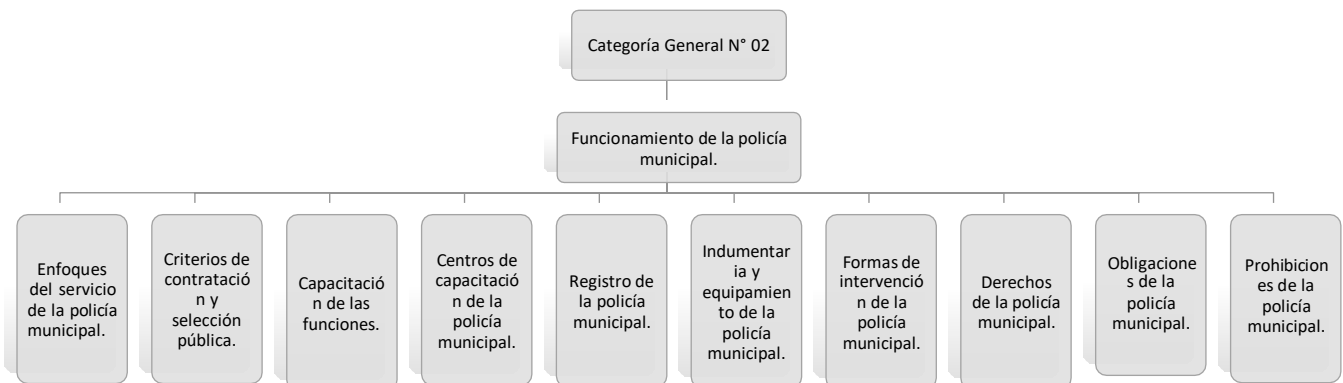 Categoría General N° 02
Funcionamiento de la policía
municipal.
Enfoques
del servicio
de la policía
municipal.
Criterios de
contratació
n y
selección
pública.
Capacitació
n de las
funciones.
Centros de
capacitació
n de la
policía
municipal.
Registro de
la policía
municipal.
Indumentar
ia y
equipamien
to de la
policía
municipal.
Formas de
intervenció
n de la
policía
municipal.
Derechos
de la policía
municipal.
Obligacione
s de la
policía
municipal.
Prohibicion
es de la
policía
municipal.